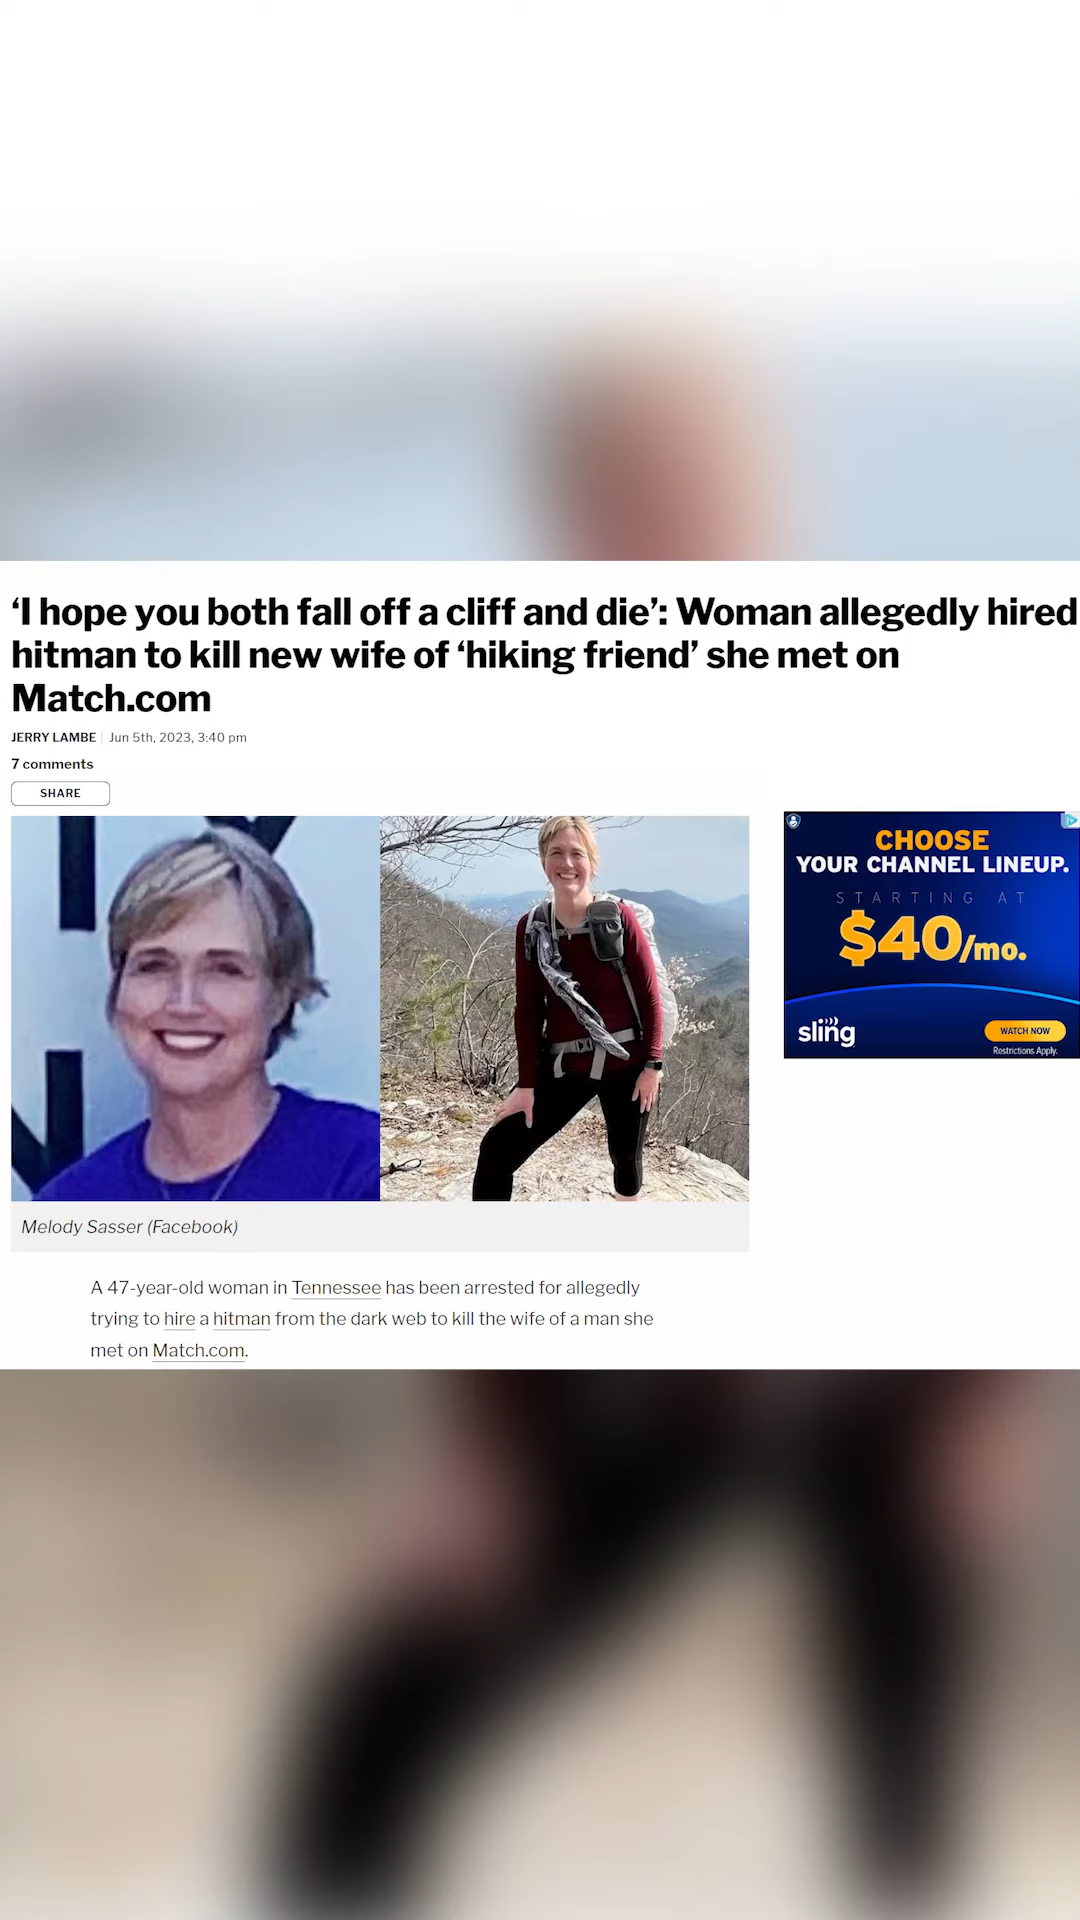 ‘I hope you both fall off a cliff and die’: Woman allegedly hired
hitman to kill new wife of ‘hiking friend’ she met on
Match.com
JERRY LAMBE | Jun 5th, 2023, 3:40 pm
7 comments
SHARE
CHOOSE
YOUR CHANNEL LINEUP.
STARTING AT
$40/mo.
sling
WATCH NOW
Restrictions Apply.
Melody Sasser (Facebook)
A 47-year-old woman in Tennessee has been arrested for allegedly
trying to hire a hitman from the dark web to kill the wife of a man she
met on Match.com.